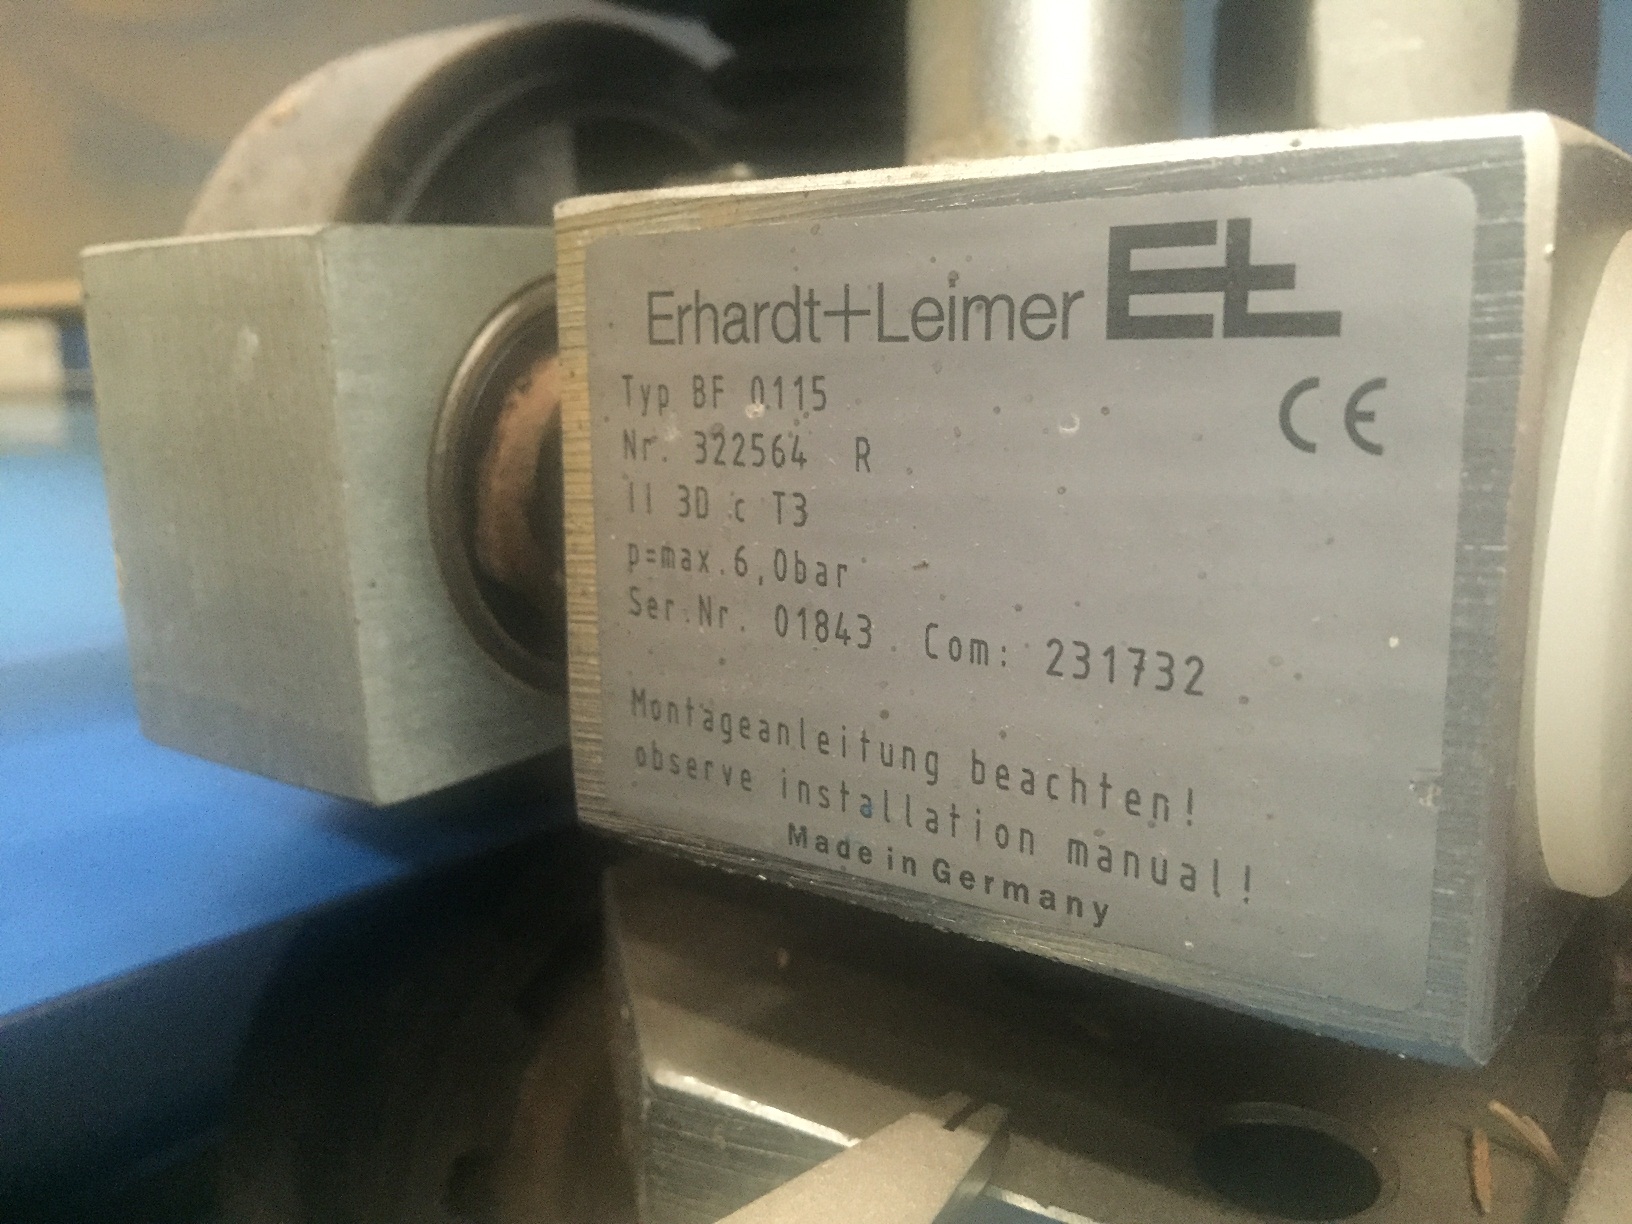 Erhardt+Leimer E+L
Typ BF 0115
CE
Nr. 322564 R
II 3D c T3
p=max.6,0bar
Ser.Nr. 01843. Com: 231732
Montageanleitung beachten!
observe installation manual!
Made in Germany